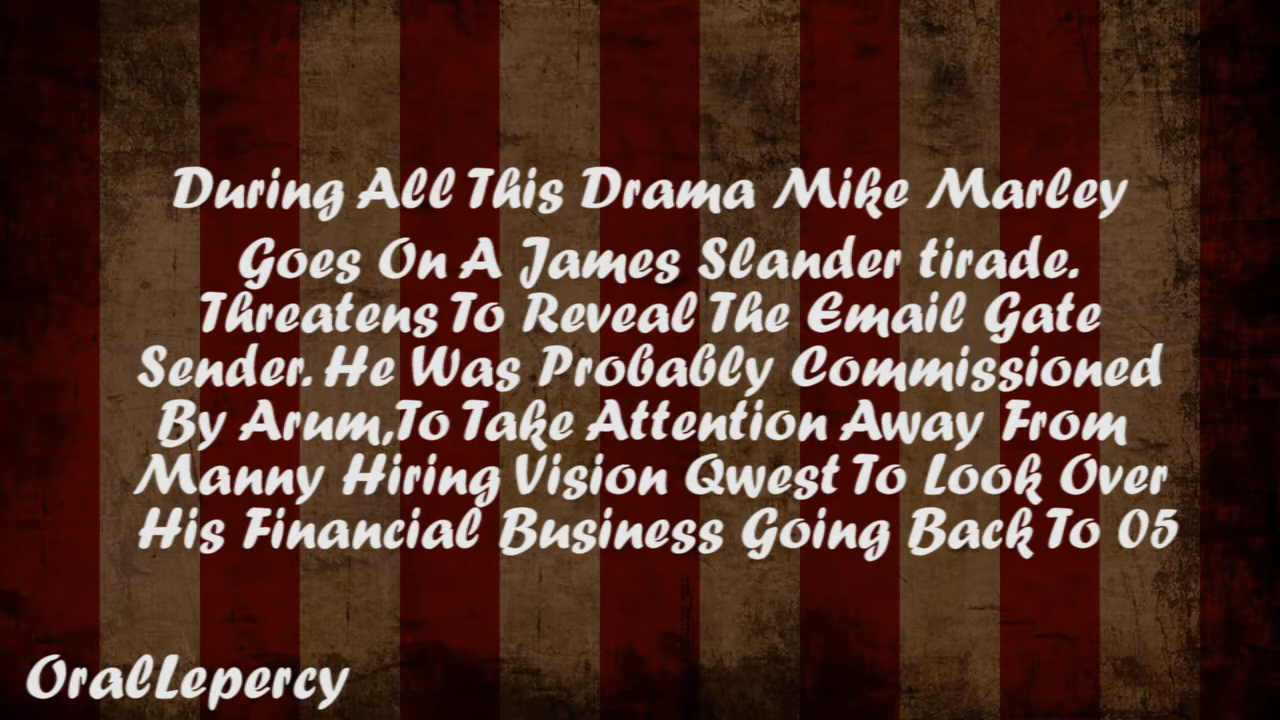 During All This Drama Mike Marley
Goes On A James Slander tirade.
Threatens To Reveal The Email Gate
Sender. He Was Probably Commissioned
By Arum,To Take Attention Away From
Manny Hiring Vision Qwest To Look Over
His Financial Business Going Back To 05
OralLepercy